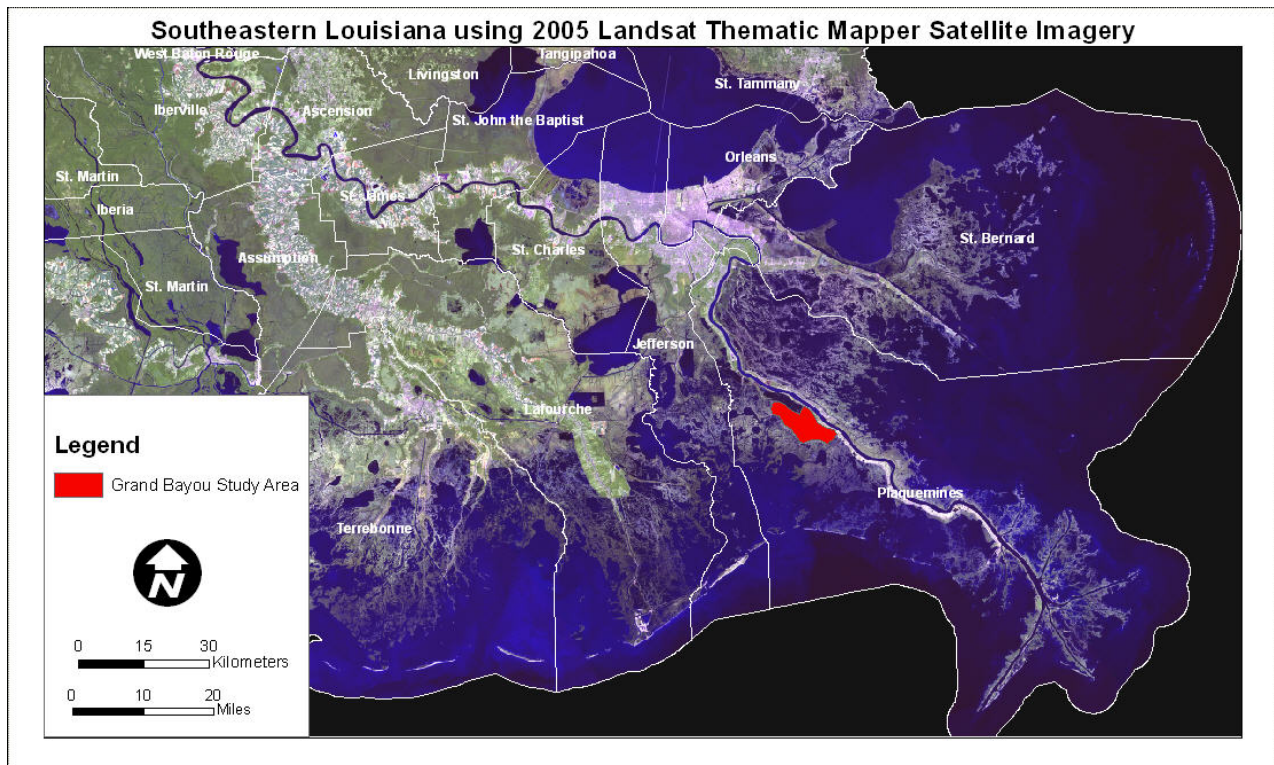 Southeastern Louisiana using 2005 Landsat Thematic Mapper Satellite Imagery
West Baton Rouge
Tangipahoa
Livingston
St. Tammany
Iberville
Ascension
St. John the Baptist
Orleans
St. Martin
St. James
Iberia
St. Bernard
St. Charles
Assumption
St. Martin
Jefferson
Lafourche
Plaquemines
Terrebonne
Legend
Grand Bayou Study Area
N
0 15 30
Kilometers
0 10 20
Miles